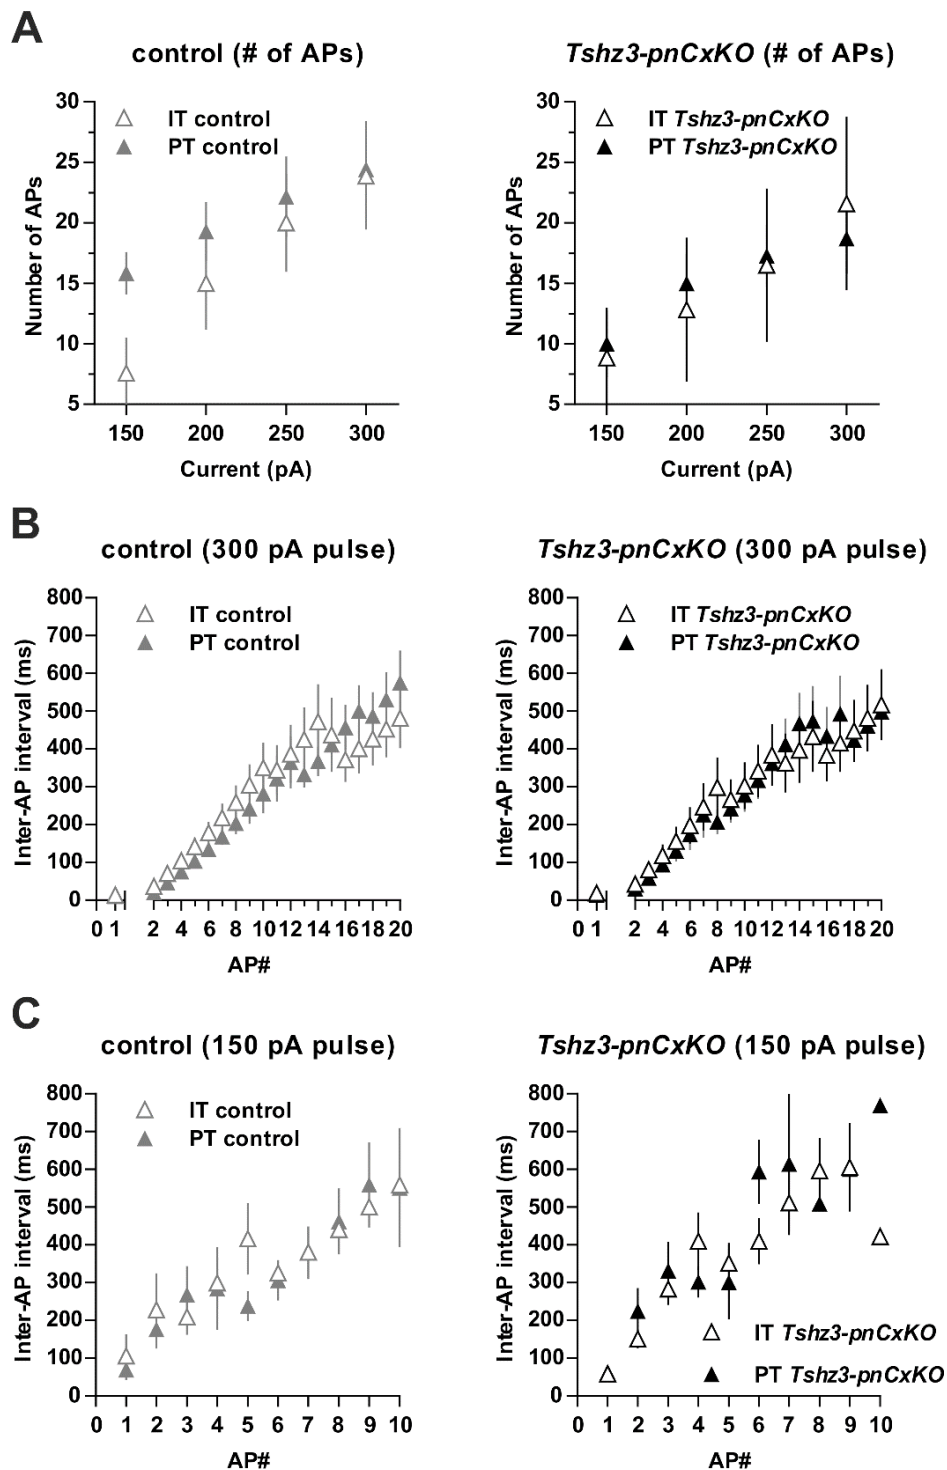 A
control (# of APs)
Tshz3-pnCxKO (# of APs)
30
25
20
15
10
5
Number of APs
IT control
PT control
150 200 250 300
Current (pA)
30
25
20
15
10
5
Number of APs
IT Tshz3-pnCxKO
PT Tshz3-pnCxKO
150 200 250 300
Current (pA)
B
control (300 pA pulse)
Tshz3-pnCxKO (300 pA pulse)
800
700
600
500
400
300
200
100
0
Inter-AP interval (ms)
IT control
PT control
0 1 2 4 6 8 10 12 14 16 18 20
AP#
800
700
600
500
400
300
200
100
0
Inter-AP interval (ms)
IT Tshz3-pnCxKO
PT Tshz3-pnCxKO
0 1 2 4 6 8 10 12 14 16 18 20
AP#
C
control (150 pA pulse)
Tshz3-pnCxKO (150 pA pulse)
800
700
600
500
400
300
200
100
0
Inter-AP interval (ms)
IT control
PT control
0 1 2 3 4 5 6 7 8 9 10
AP#
800
700
600
500
400
300
200
100
0
Inter-AP interval (ms)
IT Tshz3-pnCxKO
PT Tshz3-pnCxKO
0 1 2 3 4 5 6 7 8 9 10
AP#